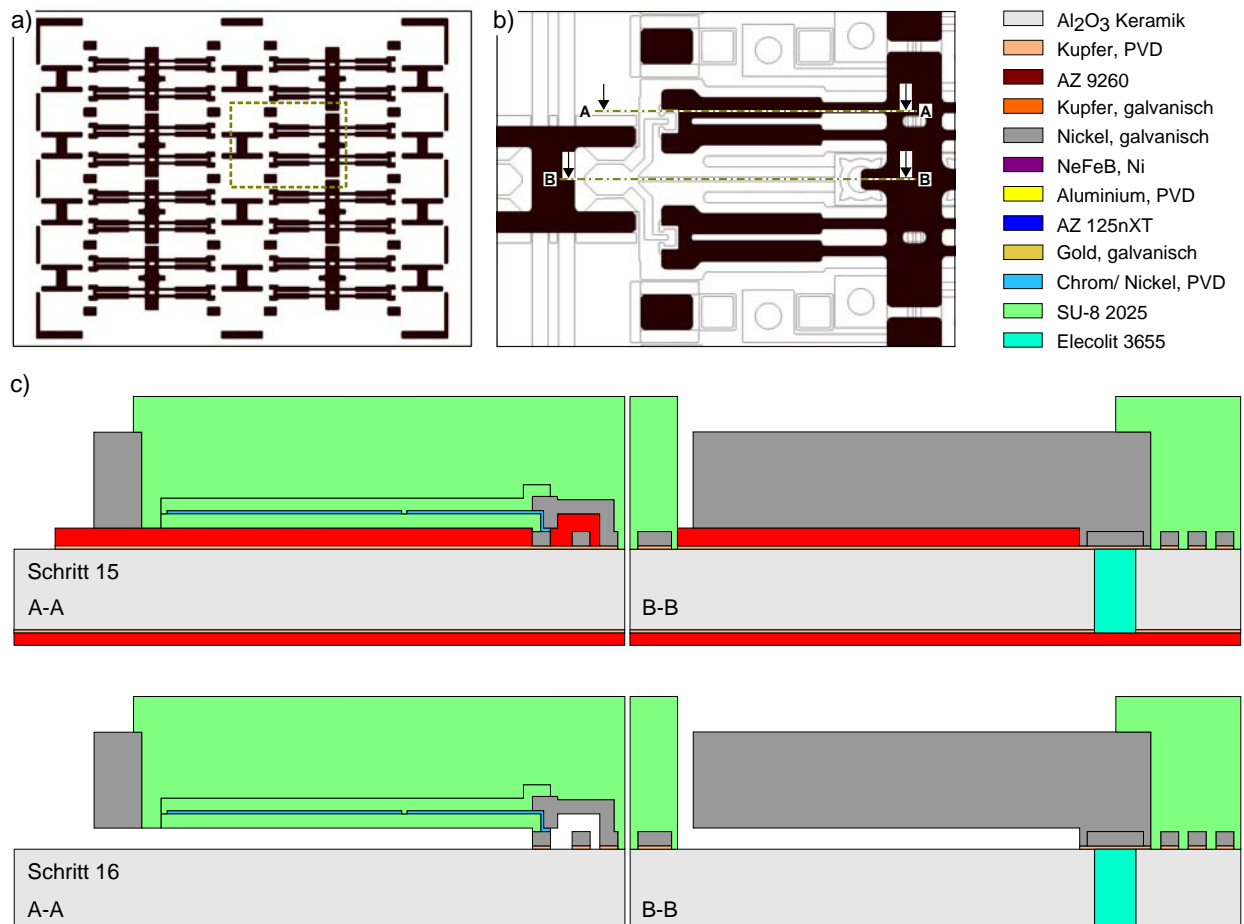 a)
b)
A
A
B
B
Al2O3 Keramik
Kupfer, PVD
AZ 9260
Kupfer, galvanisch
Nickel, galvanisch
NeFeB, Ni
Aluminium, PVD
AZ 125nXT
Gold, galvanisch
Chrom/ Nickel, PVD
SU-8 2025
Elecolit 3655
c)
Schritt 15
A-A
B-B
Schritt 16
A-A
B-B